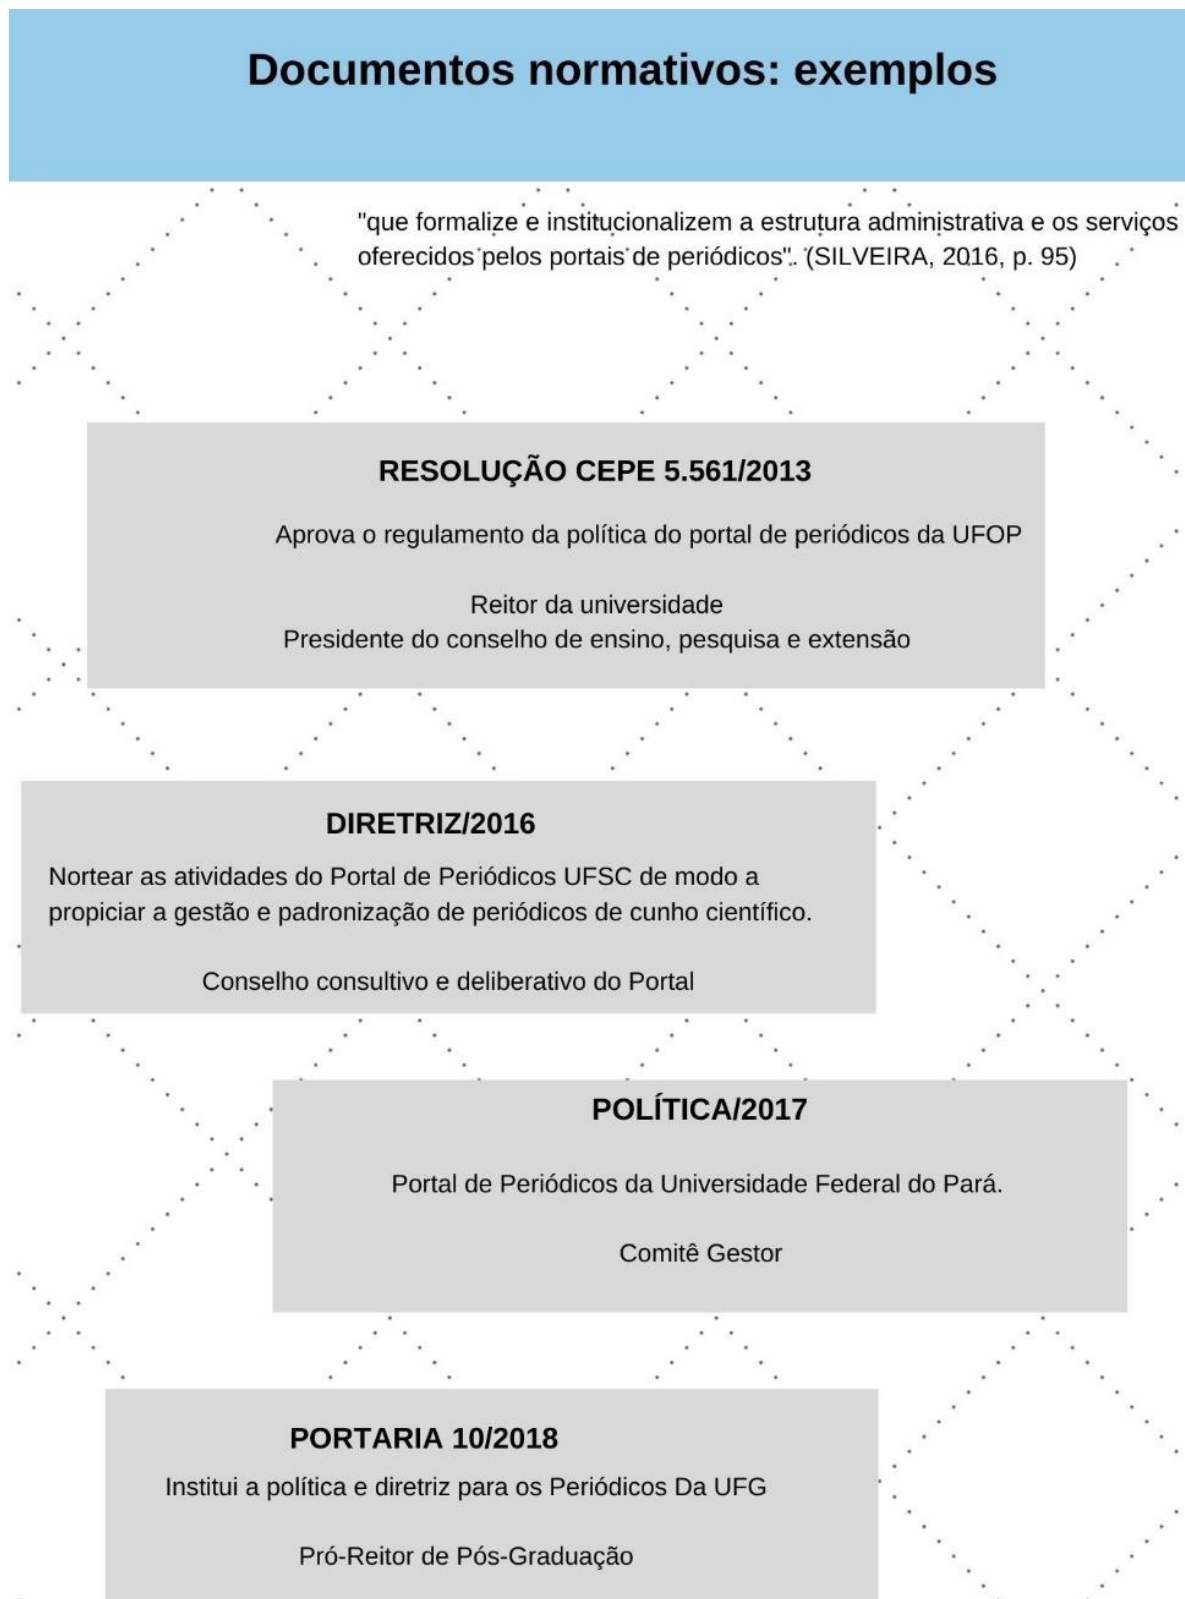 Documentos normativos: exemplos
"que formalize e institucionalizem a estrutura administrativa e os serviços
oferecidos pelos portais de periódicos". (SILVEIRA, 2016, p. 95)
RESOLUÇÃO CEPE 5.561/2013
Aprova o regulamento da política do portal de periódicos da UFOP
Reitor da universidade
Presidente do conselho de ensino, pesquisa e extensão
DIRETRIZ/2016
Nortear as atividades do Portal de Periódicos UFSC de modo a
propiciar a gestão e padronização de periódicos de cunho científico.
Conselho consultivo e deliberativo do Portal
POLÍTICA/2017
Portal de Periódicos da Universidade Federal do Pará.
Comitê Gestor
PORTARIA 10/2018
Institui a política e diretriz para os Periódicos Da UFG
Pró-Reitor de Pós-Graduação